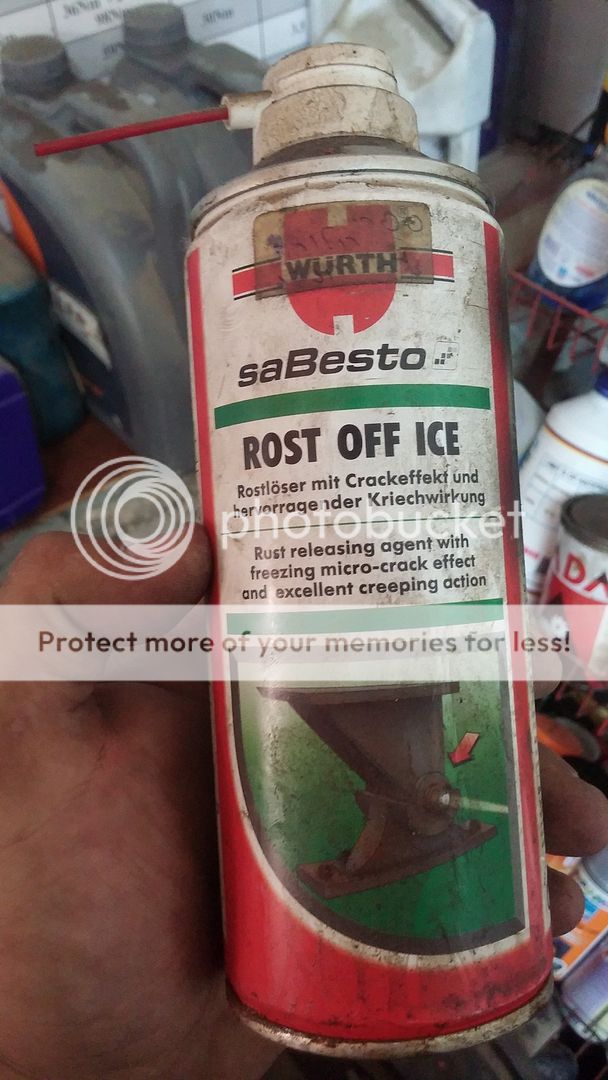 WÜRTH
saBesto
ROST OFF ICE
Rostlöser mit Crackeffekt und
hervorragender Kriechwirkung
photobucket
Rust releasing agent with
freezing micro-crack effect
and excellent creeping action
Protect more of your memories for less!